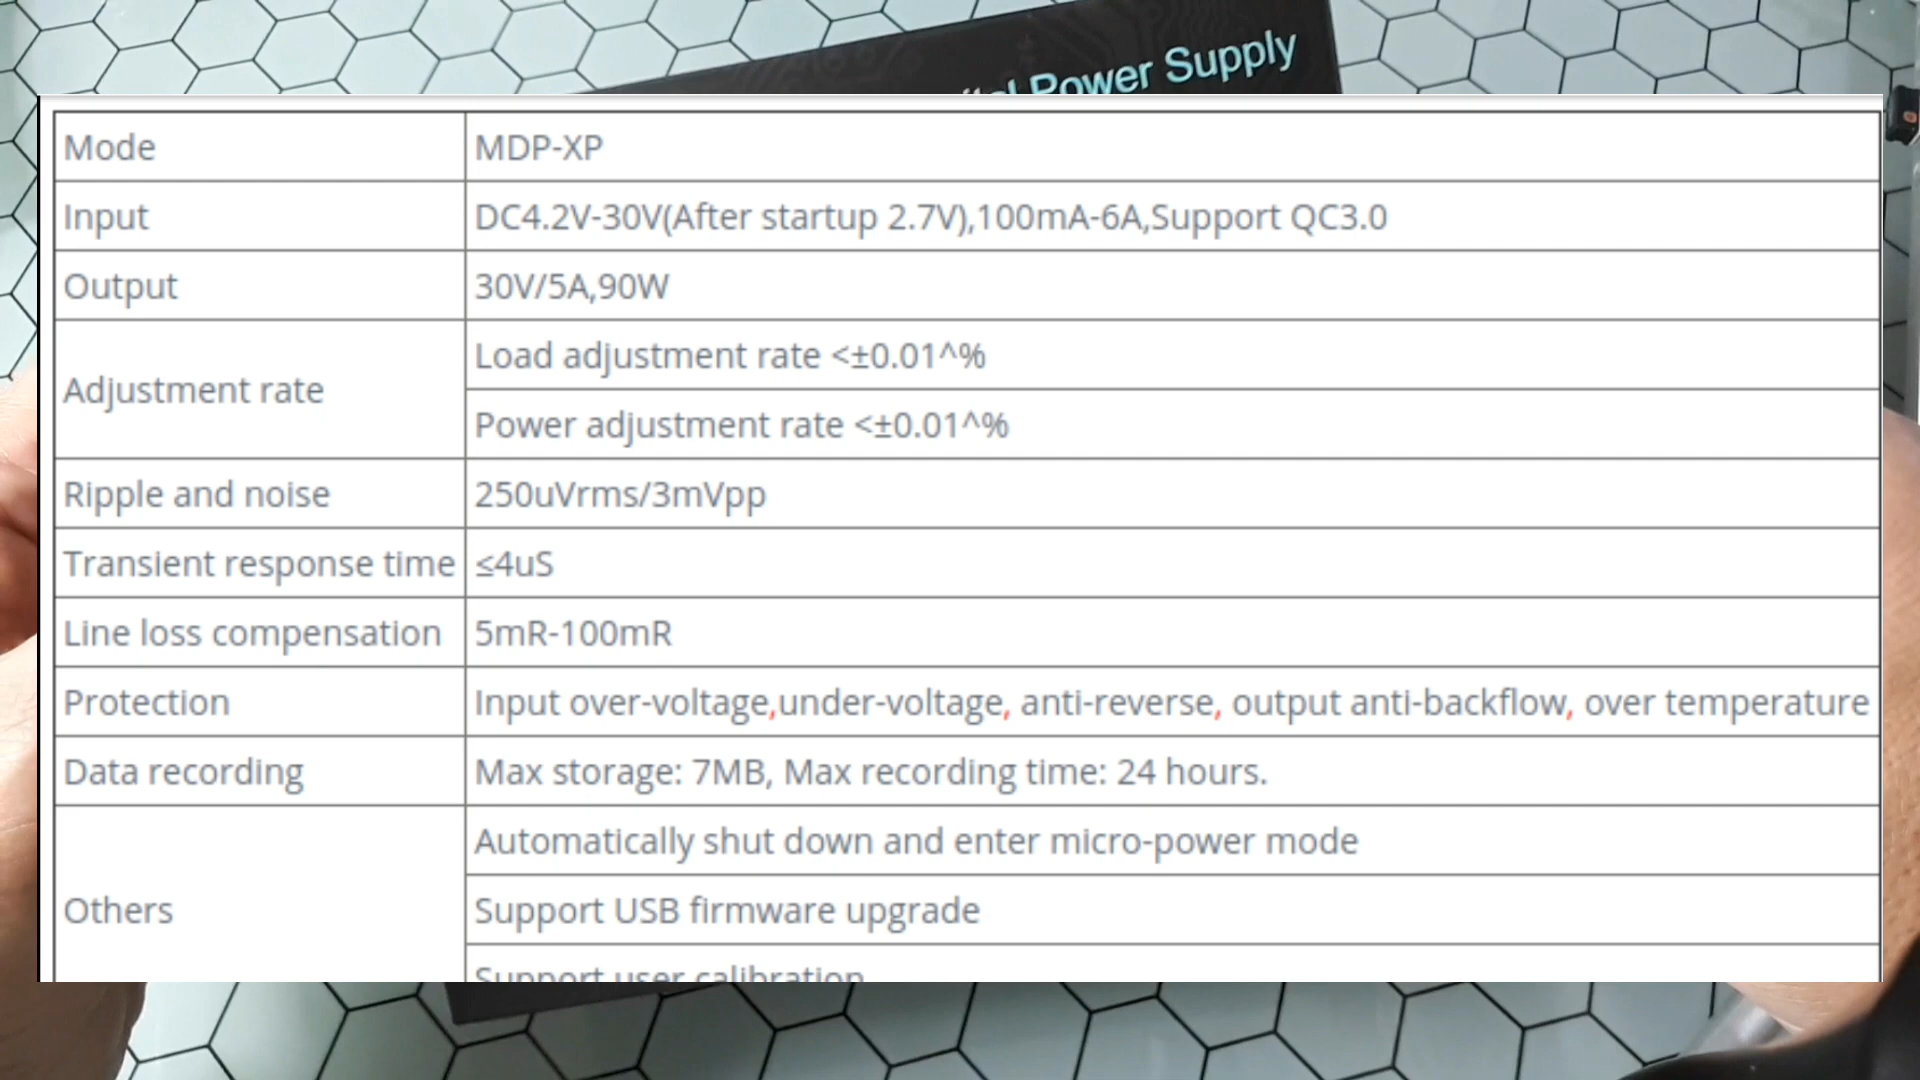 Power Supply
Mode MDP-XP
Input DC4.2V-30V(After startup 2.7V),100mA-6A,Support QC3.0
Output 30V/5A,90W
Adjustment rate
Load adjustment rate <±0.01^%
Power adjustment rate <±0.01^%
Ripple and noise 250uVrms/3mVpp
Transient response time ≤4uS
Line loss compensation 5mR-100mR
Protection Input over-voltage,under-voltage, anti-reverse, output anti-backflow, over temperature
Data recording Max storage: 7MB, Max recording time: 24 hours.
Others
Automatically shut down and enter micro-power mode
Support USB firmware upgrade
Support user calibration